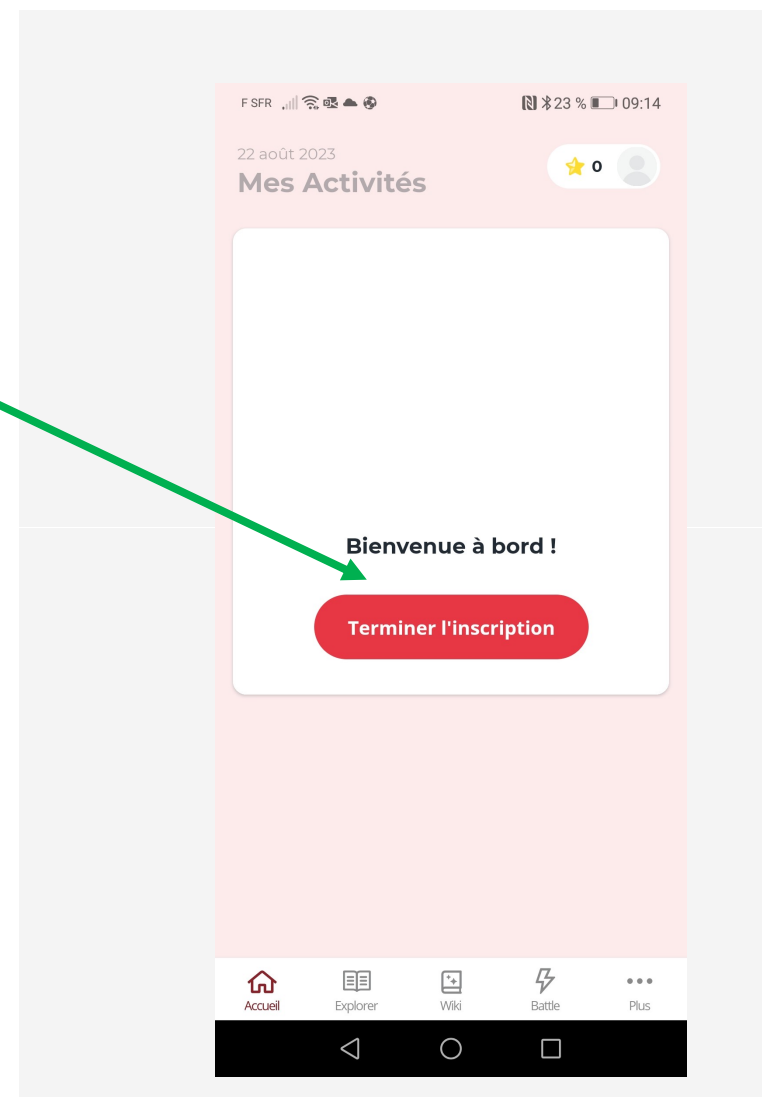 F SFR 23 % 09:14
22 août 2023
Mes Activités
0
Bienvenue à bord !
Terminer l'inscription
Accueil Explorer Wiki Battle Plus